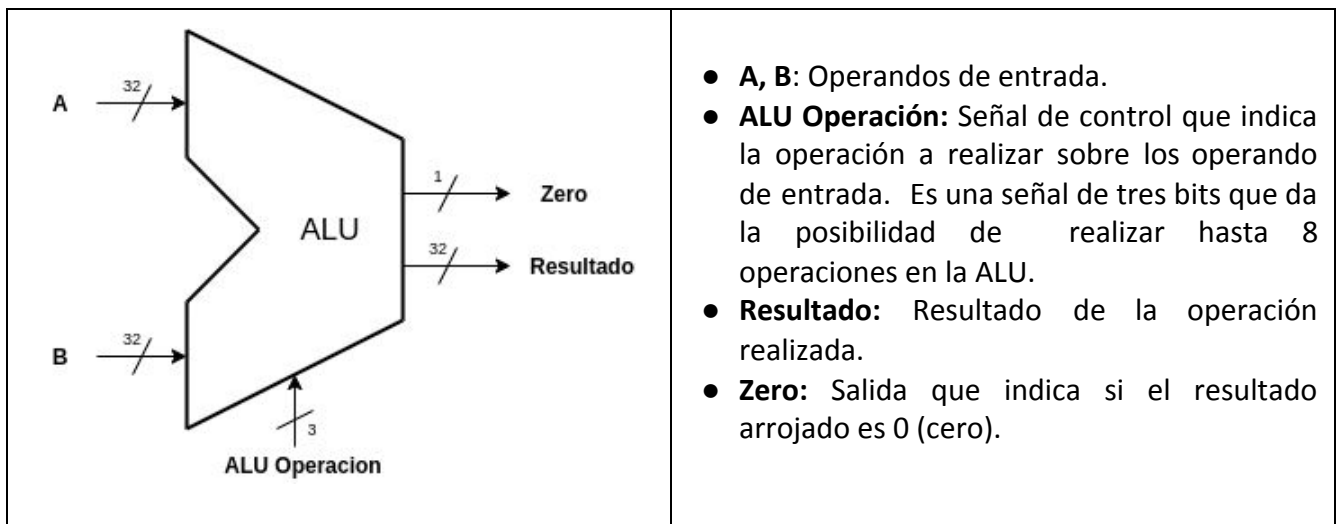 A
32
B
32
ALU
1
Zero
32
Resultado
3
ALU Operacion
● A, B: Operandos de entrada.
● ALU Operación: Señal de control que indica
la operación a realizar sobre los operando
de entrada. Es una señal de tres bits que da
la posibilidad de realizar hasta 8
operaciones en la ALU.
● Resultado: Resultado de la operación
realizada.
● Zero: Salida que indica si el resultado
arrojado es 0 (cero).